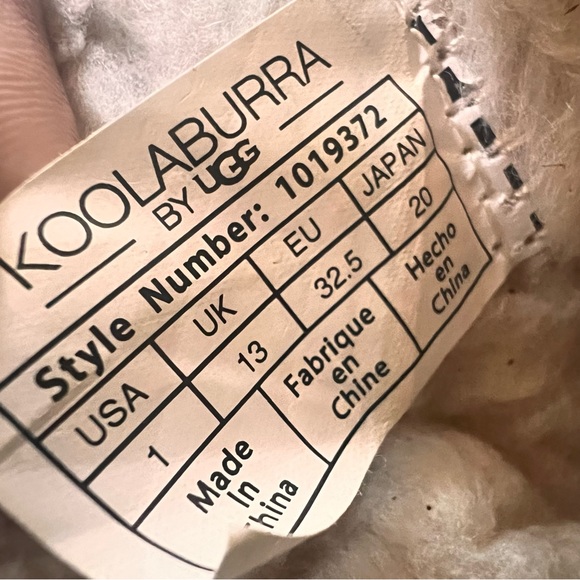 KOOLABURRA
BY UGG
Style Number: 1019372
USA UK EU JAPAN
1 13 32.5 20
Made
In
hina
Fabrique
en
Chine
Hecho
en
China